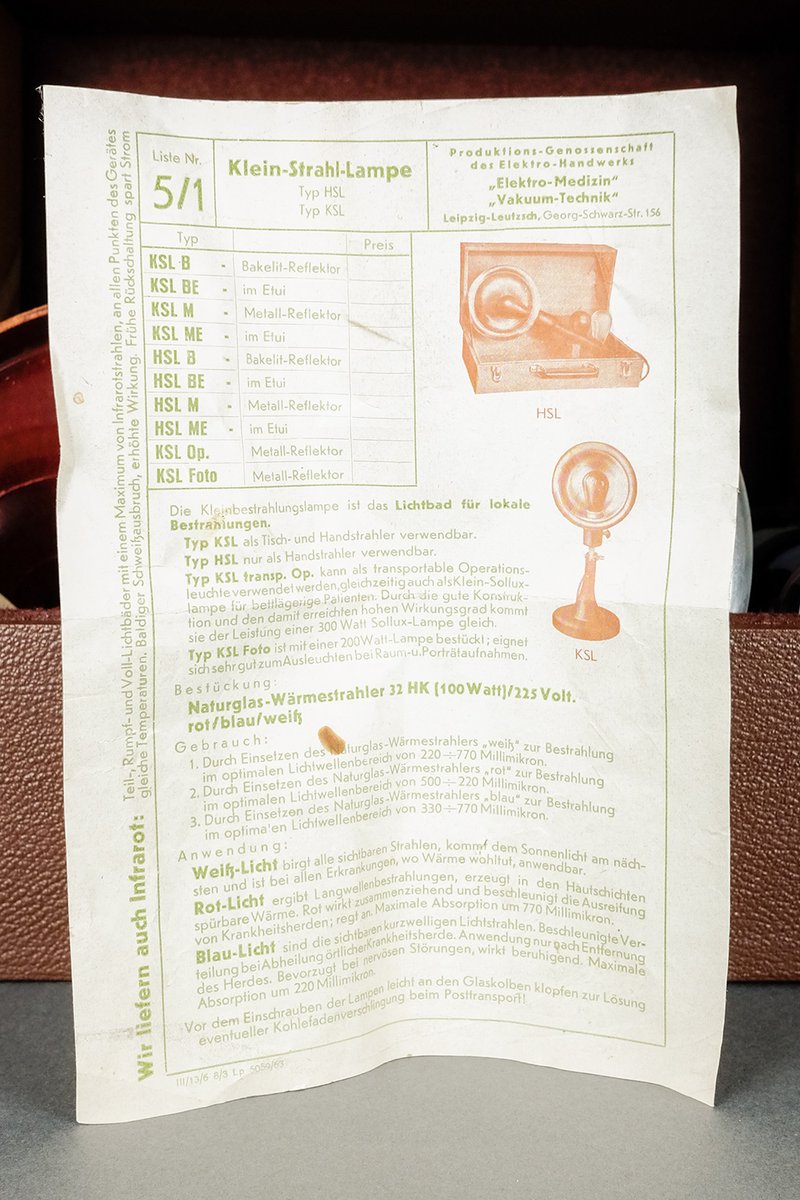 Liste Nr.
5/1
Klein-Strahl-Lampe
Typ HSL
Typ KSL
Produktions-Genossenschaft
des Elektro-Handwerks
„Elektro-Medizin“
„Vakuum-Technik“
Leipzig-Leutzsch, Georg-Schwarz-Str. 156
Typ Preis
KSL B - Bakelit-Reflektor
KSL BE - im Etui
KSL M - Metall-Reflektor
KSL ME - im Etui
HSL B - Bakelit-Reflektor
HSL BE - im Etui
HSL M - Metall-Reflektor
HSL ME - im Etui
KSL Op. Metall-Reflektor
KSL Foto Metall-Reflektor
HSL
KSL
Die Kleinbestrahlungslampe ist das Lichtbad für lokale
Bestrahlungen.
Typ KSL als Tisch- und Handstrahler verwendbar.
Typ HSL nur als Handstrahler verwendbar.
Typ KSL transp. Op. kann als transportable Operations-
leuchte verwendet werden, gleichzeitig auch als Klein-Sollux-
lampe für bettlägerige Patienten. Durch die gute Konstruk-
tion und den damit erreichten hohen Wirkungsgrad kommt
sie der Leistung einer 300 Watt Sollux-Lampe gleich.
Typ KSL Foto ist mit einer 200 Watt-Lampe bestückt; eignet
sich sehr gut zum Ausleuchten bei Raum- u. Porträtaufnahmen.
Bestückung:
Naturglas-Wärmestrahler 32 HK (100 Watt)/225 Volt.
rot/blau/weiß
Gebrauch:
1. Durch Einsetzen des Naturglas-Wärmestrahlers „weiß“ zur Bestrahlung
im optimalen Lichtwellenbereich von 220÷770 Millimikron.
2. Durch Einsetzen des Naturglas-Wärmestrahlers „rot“ zur Bestrahlung
im optimalen Lichtwellenbereich von 500÷220 Millimikron.
3. Durch Einsetzen des Naturglas-Wärmestrahlers „blau“ zur Bestrahlung
im optima'en Lichtwellenbereich von 330÷770 Millimikron.
Anwendung:
Weiß-Licht birgt alle sichtbaren Strahlen, kommt dem Sonnenlicht am näch-
sten und ist bei allen Erkrankungen, wo Wärme wohltut, anwendbar.
Rot-Licht ergibt Langwellenbestrahlungen, erzeugt in den Hautschichten
spürbare Wärme. Rot wirkt zusammenziehend und beschleunigt die Ausreifung
von Krankheitsherden; regt an. Maximale Absorption um 770 Millimikron.
Blau-Licht sind die sichtbaren kurzwelligen Lichtstrahlen. Beschleunigte Ver-
teilung bei Abheilung örtlicher Krankheitsherde. Anwendung nur nach Entfernung
des Herdes. Bevorzugt bei nervösen Störungen, wirkt beruhigend. Maximale
Absorption um 220 Millimikron.
Vor dem Einschrauben der Lampen leicht an den Glaskolben klopfen zur Lösung
eventueller Kohlefadenverschlingung beim Posttransport!
III/13/6 8/3 Lp 5059/63
Wir liefern auch Infrarot: Teil-, Rumpf- und Voll-Lichtbäder mit einem Maximum von Infrarotstrahlen, an allen Punkten des Gerätes
gleiche Temperaturen. Baldiger Schweißausbruch, erhöhte Wirkung. Frühe Rückschaltung spart Strom